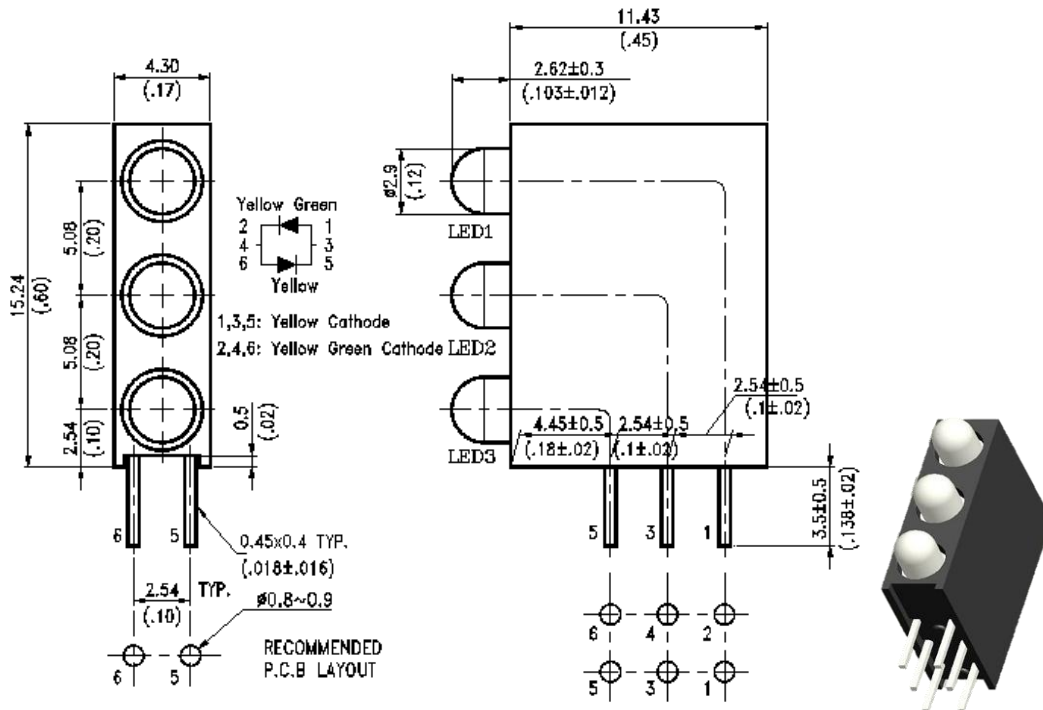 11.43
(.45)
4.30
(.17)
2.62±0.3
(.103±.012)
ø2.9
(.12)
15.24
(.60)
5.08
(.20)
5.08
(.20)
2.54
(.10)
0.5
(.02)
Yellow Green
2 1
4 3
6 5
Yellow
1,3,5: Yellow Cathode
2,4,6: Yellow Green Cathode
LED1
LED2
LED3
2.54±0.5
(.1±.02)
4.45±0.5
(.18±.02)
2.54±0.5
(.1±.02)
3.5±0.5
(.138±.02)
6 5
5 3 1
0.45x0.4 TYP.
(.018±.016)
2.54 TYP.
(.10)
ø0.8~0.9
6 5
RECOMMENDED
P.C.B LAYOUT
6 4 2
5 3 1